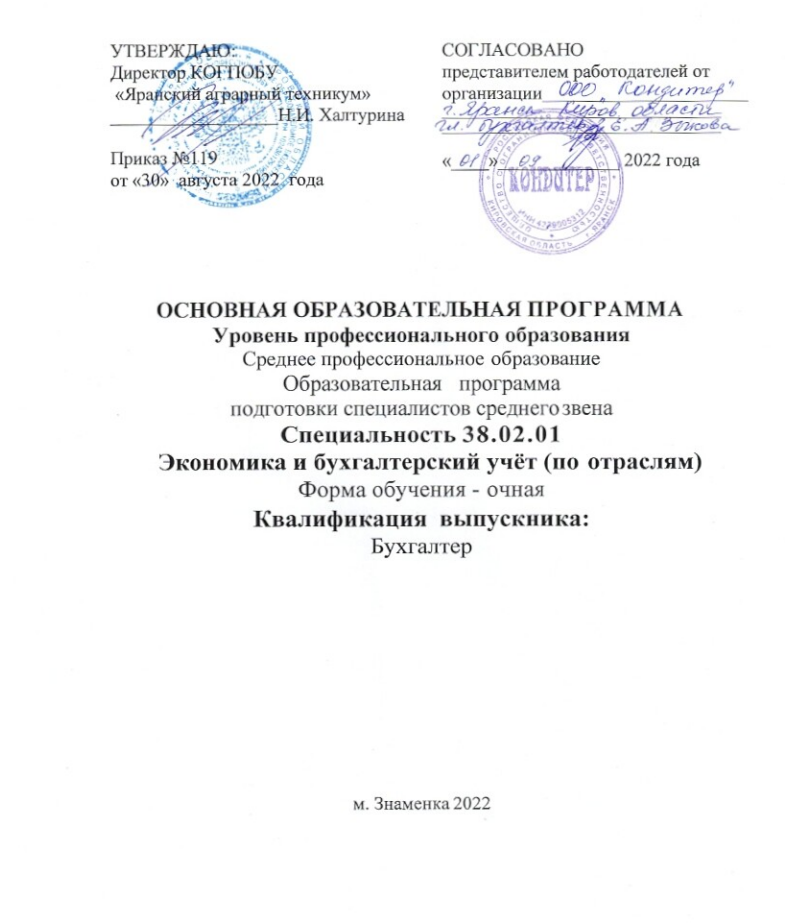 УТВЕРЖДАЮ:
Директор КОГПОБУ
«Яранский аграрный техникум»
Н.И. Халтурина
Приказ №119
от «30» августа 2022 года
СОГЛАСОВАНО
представителем работодателей от
организации ООО "Кондитер"
г. Яранск Киров области
гл. бухгалтер Е. А.
«01» 09 2022 года
КОНДИТЕР
КИРОВСКАЯ ОБЛАСТЬ г. ЯРАНСК
ОСНОВНАЯ ОБРАЗОВАТЕЛЬНАЯ ПРОГРАММА
Уровень профессионального образования
Среднее профессиональное образование
Образовательная программа
подготовки специалистов среднего звена
Специальность 38.02.01
Экономика и бухгалтерский учёт (по отраслям)
Форма обучения - очная
Квалификация выпускника:
Бухгалтер
м. Знаменка 2022